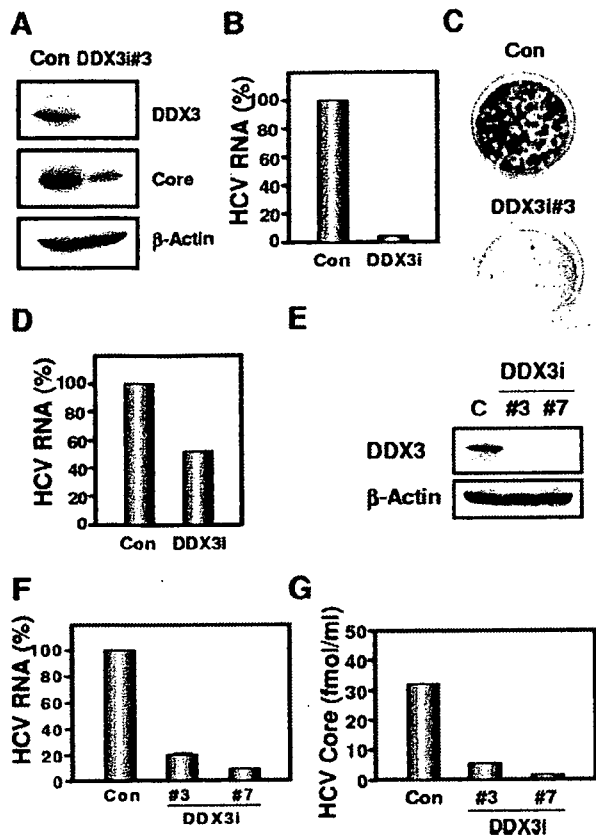 A
Con DDX3i#3
DDX3
Core
β-Actin
B
HCV RNA (%)
100
80
60
40
20
0
Con DDX3i
C
Con
DDX3i#3
D
HCV RNA (%)
100
80
60
40
20
0
Con DDX3i
E
DDX3i
C #3 #7
DDX3
β-Actin
F
HCV RNA (%)
100
80
60
40
20
0
Con #3 #7
DDX3i
G
HCV Core (fmol/ml)
50
40
30
20
10
0
Con #3 #7
DDX3i